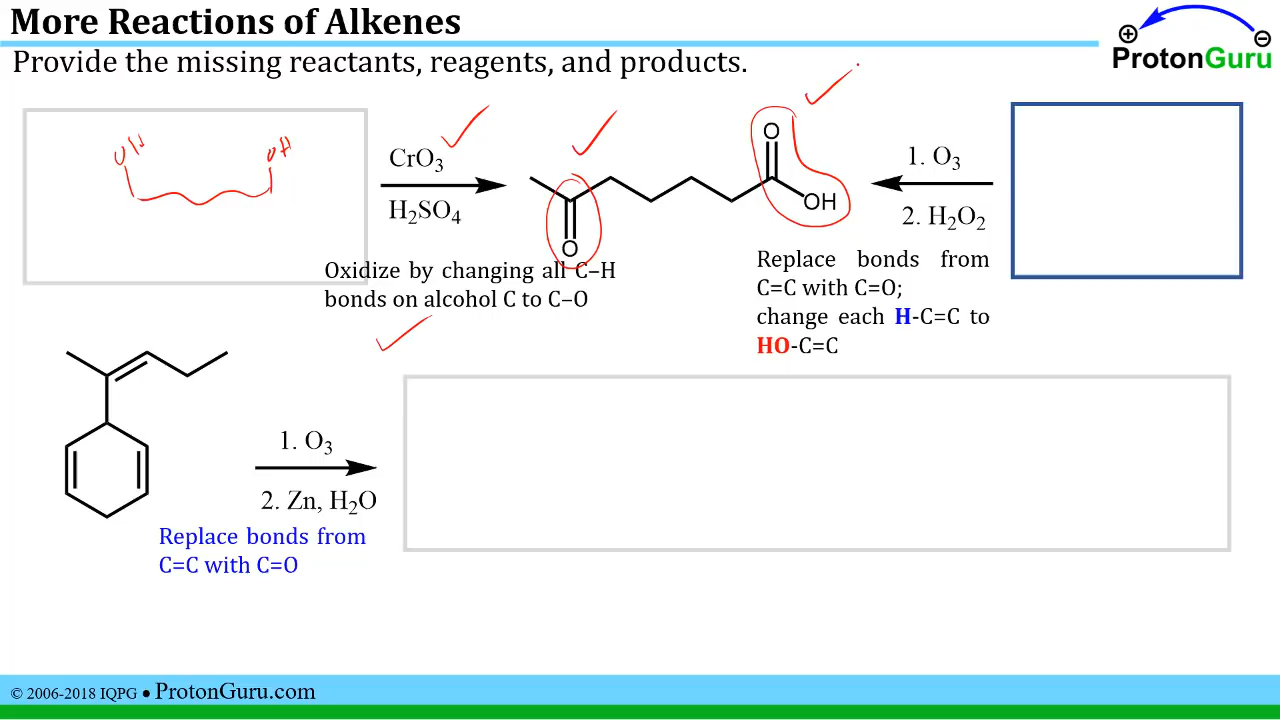 More Reactions of Alkenes
⊕ ⊖
ProtonGuru
Provide the missing reactants, reagents, and products.
OH OH
CrO₃
H₂SO₄
O
OH
O
1. O₃
2. H₂O₂
Oxidize by changing all C–H
bonds on alcohol C to C–O
Replace bonds from
C=C with C=O;
change each H-C=C to
HO-C=C
1. O₃
2. Zn, H₂O
Replace bonds from
C=C with C=O
© 2006-2018 IQPG ● ProtonGuru.com